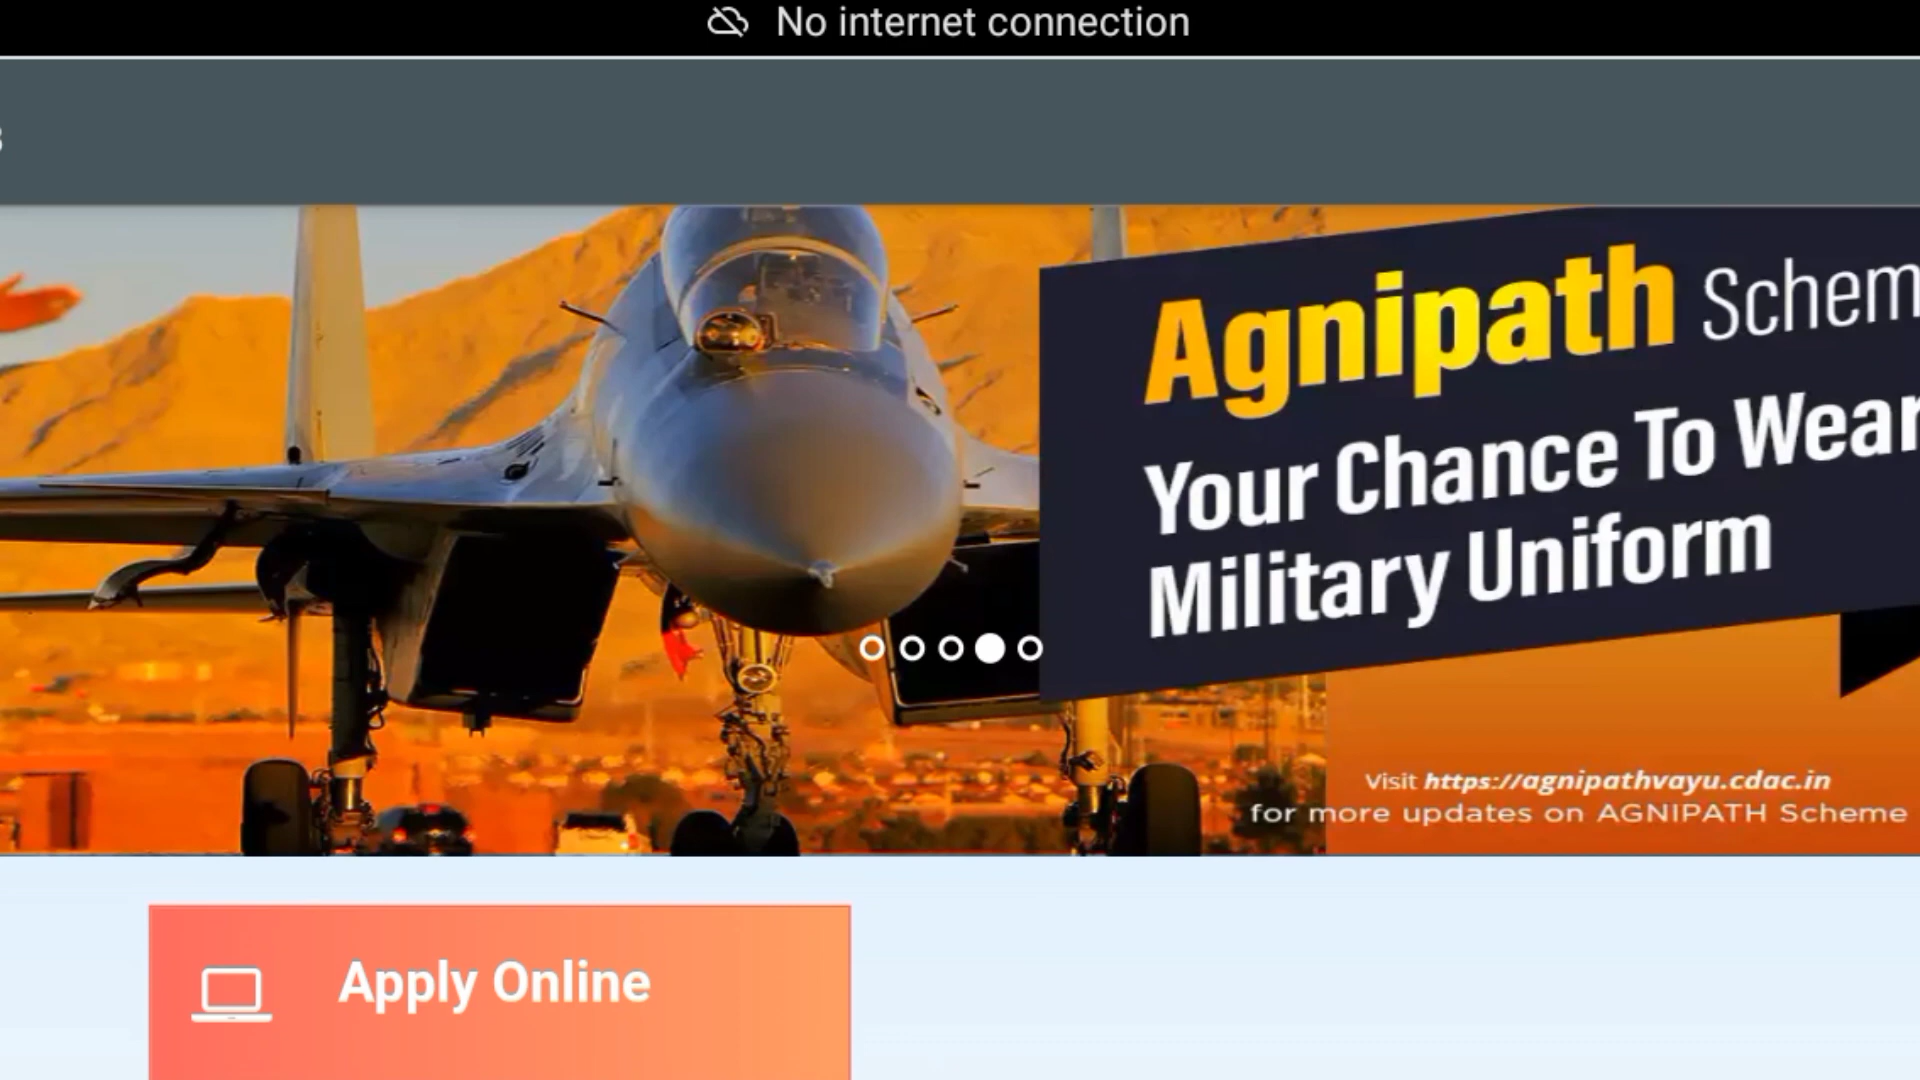 No internet connection
Agnipath Schem
Your Chance To Wear
Military Uniform
Visit https://agnipathvayu.cdac.in
for more updates on AGNIPATH Scheme
Apply Online